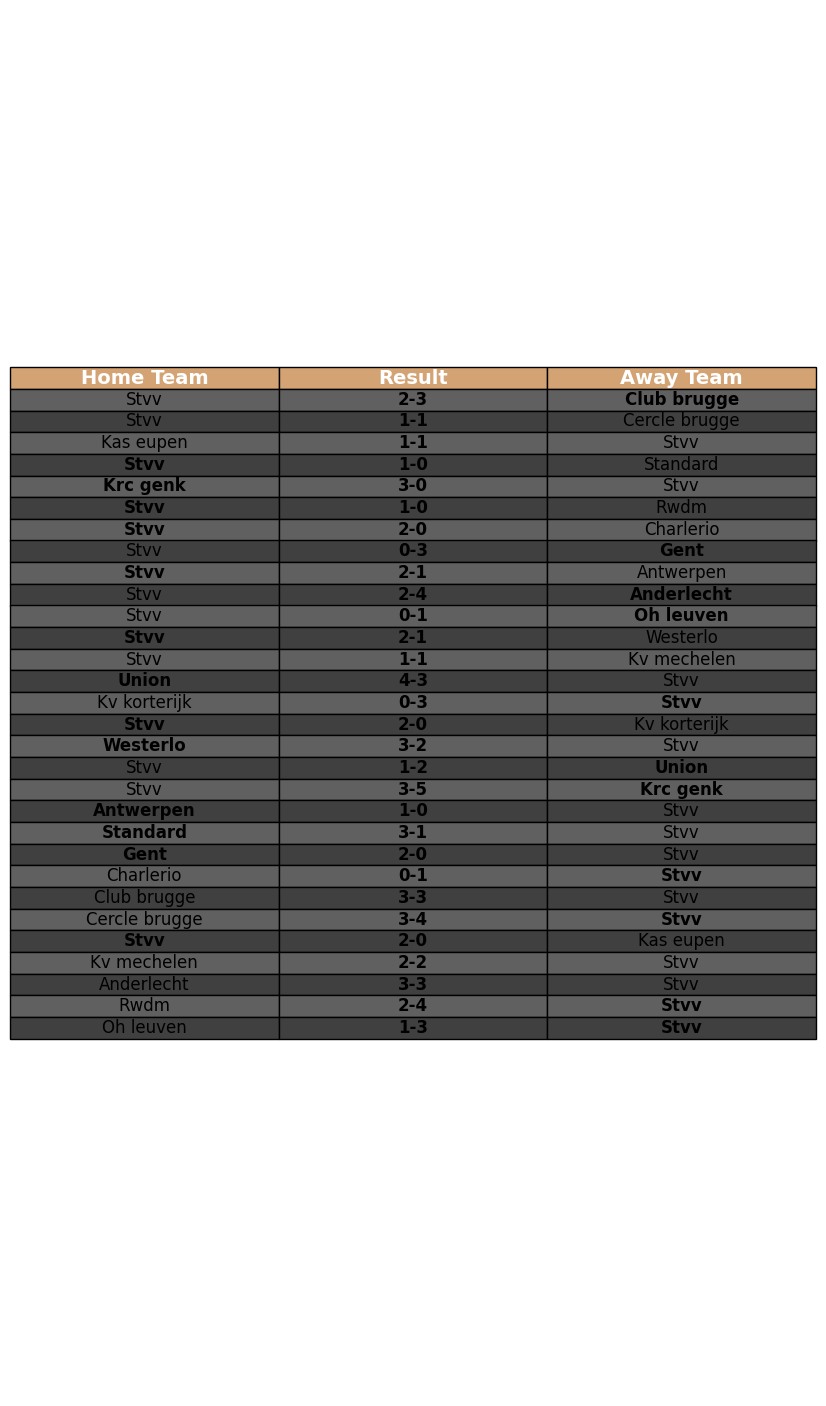 Home Team Result Away Team
Stvv 2-3 Club brugge
Stvv 1-1 Cercle brugge
Kas eupen 1-1 Stvv
Stvv 1-0 Standard
Krc genk 3-0 Stvv
Stvv 1-0 Rwdm
Stvv 2-0 Charlerio
Stvv 0-3 Gent
Stvv 2-1 Antwerpen
Stvv 2-4 Anderlecht
Stvv 0-1 Oh leuven
Stvv 2-1 Westerlo
Stvv 1-1 Kv mechelen
Union 4-3 Stvv
Kv korterijk 0-3 Stvv
Stvv 2-0 Kv korterijk
Westerlo 3-2 Stvv
Stvv 1-2 Union
Stvv 3-5 Krc genk
Antwerpen 1-0 Stvv
Standard 3-1 Stvv
Gent 2-0 Stvv
Charlerio 0-1 Stvv
Club brugge 3-3 Stvv
Cercle brugge 3-4 Stvv
Stvv 2-0 Kas eupen
Kv mechelen 2-2 Stvv
Anderlecht 3-3 Stvv
Rwdm 2-4 Stvv
Oh leuven 1-3 Stvv